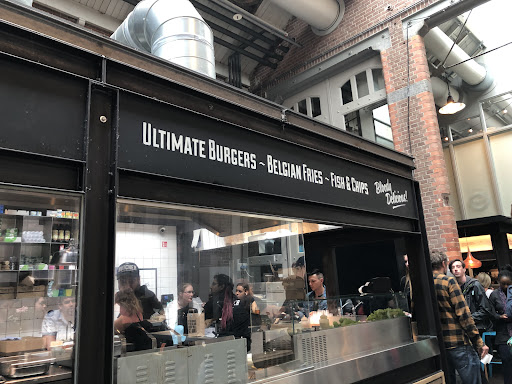 ULTIMATE BURGERS ~ BELGIAN FRIES ~ FISH & CHIPS
Bloody
Delicious!